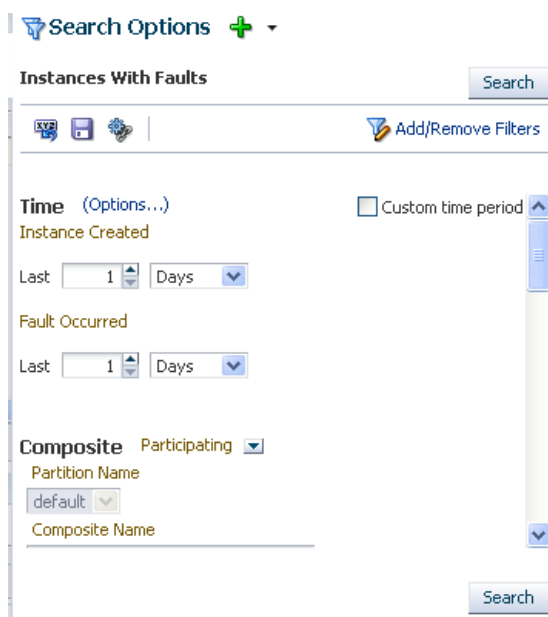 Search Options
Instances With Faults
Search
XYZ
Add/Remove Filters
Time (Options...)
Custom time period
Instance Created
Last 1 Days
Fault Occurred
Last 1 Days
Composite Participating
Partition Name
default
Composite Name
Search